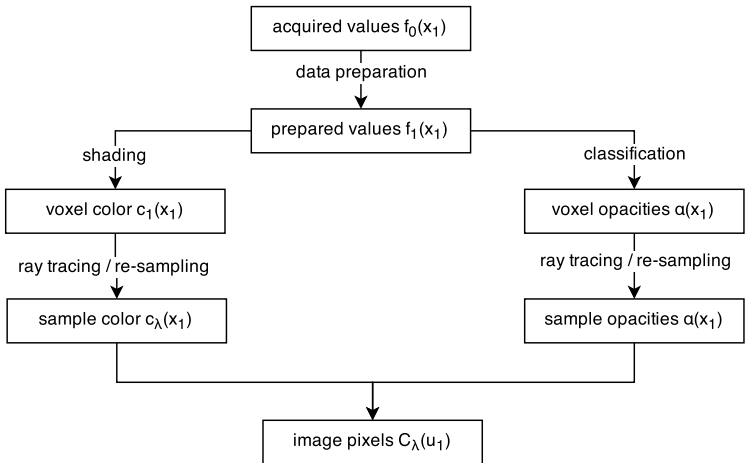 acquired values f₀(x₁)
data preparation
prepared values f₁(x₁)
shading
classification
voxel color c₁(x₁)
voxel opacities α(x₁)
ray tracing / re-sampling
ray tracing / re-sampling
sample color cλ(x₁)
sample opacities α(x₁)
image pixels Cλ(u₁)